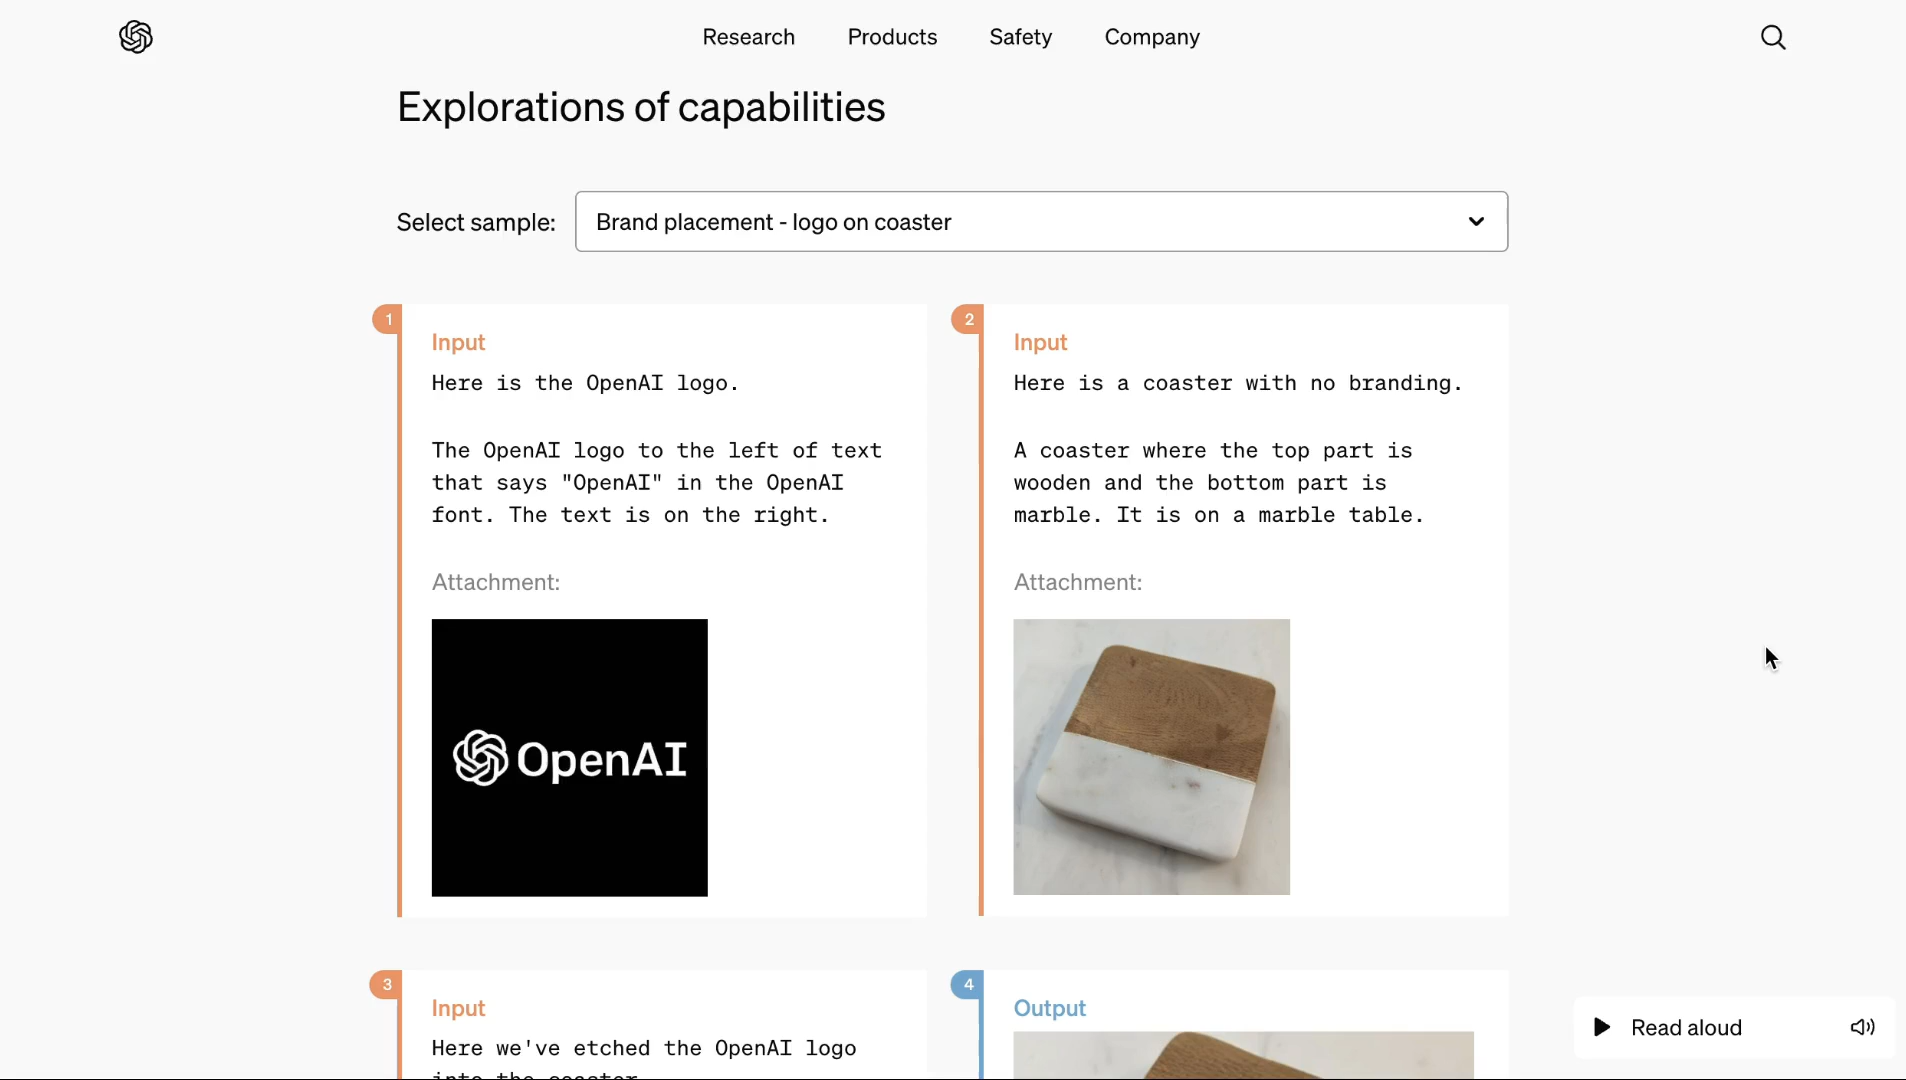 Research
Products
Safety
Company
Explorations of capabilities
Select sample:
Brand placement - logo on coaster
1
Input
Here is the OpenAI logo.
The OpenAI logo to the left of text
that says "OpenAI" in the OpenAI
font. The text is on the right.
Attachment:
OpenAI
2
Input
Here is a coaster with no branding.
A coaster where the top part is
wooden and the bottom part is
marble. It is on a marble table.
Attachment:
3
Input
Here we've etched the OpenAI logo
into the coaster
4
Output
Read aloud